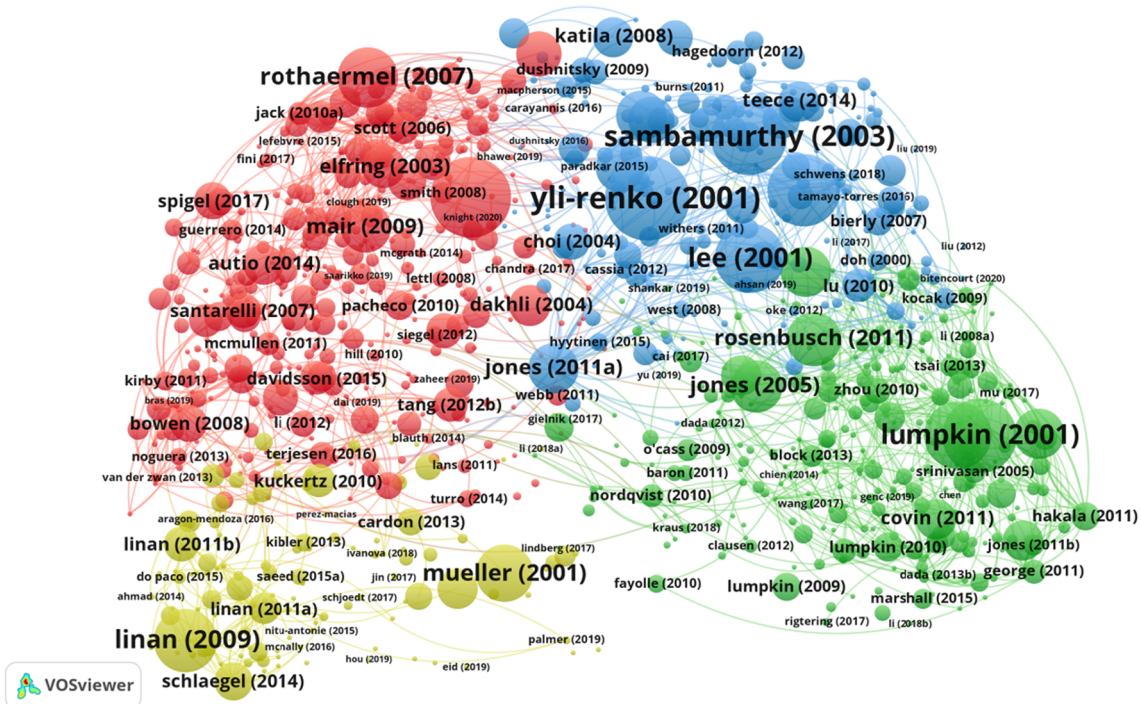 katila (2008)
hagedoorn (2012)
dushnitsky (2009)
rothaermel (2007)
macpherson (2015)
burns (2011)
teece (2014)
carayannis (2016)
jack (2010a)
scott (2006)
sambamurthy (2003)
lefebvre (2015)
dushnitsky (2016)
liu (2019)
fini (2017)
bhawe (2019)
elfring (2003)
paradkar (2015)
schwens (2018)
smith (2008)
yli-renko (2001)
tamayo-torres (2016)
spigel (2017)
clough (2019)
knight (2020)
bierly (2007)
guerrero (2014)
mair (2009)
withers (2011)
choi (2004)
li (2017)
liu (2012)
mcgrath (2014)
lee (2001)
doh (2000)
autio (2014)
chandra (2017)
cassia (2012)
saarikko (2019)
lettl (2008)
bitencourt (2020)
shankar (2019)
ahsan (2019)
lu (2010)
kocak (2009)
santarelli (2007)
pacheco (2010)
dakhli (2004)
west (2008)
oke (2012)
siegel (2012)
rosenbusch (2011)
li (2008a)
mcmullen (2011)
hyytinen (2015)
hill (2010)
cai (2017)
jones (2011a)
tsai (2013)
yu (2019)
kirby (2011)
davidsson (2015)
zaheer (2019)
jones (2005)
zhou (2010)
mu (2017)
webb (2011)
bras (2019)
dai (2019)
tang (2012b)
bowen (2008)
li (2012)
gielnik (2017)
dada (2012)
lumpkin (2001)
blauth (2014)
li (2018a)
o'cass (2009)
noguera (2013)
terjesen (2016)
block (2013)
lans (2011)
baron (2011)
srinivasan (2005)
van der zwan (2013)
kuckertz (2010)
chien (2014)
turro (2014)
nordqvist (2010)
genc (2019)
chen
wang (2017)
perez-macias
aragon-mendoza (2016)
cardon (2013)
kraus (2018)
covin (2011)
hakala (2011)
linan (2011b)
kibler (2013)
ivanova (2018)
lindberg (2017)
clausen (2012)
lumpkin (2010)
jones (2011b)
do paco (2015)
saeed (2015a)
jin (2017)
mueller (2001)
dada (2013b)
george (2011)
fayolle (2010)
lumpkin (2009)
ahmad (2014)
schjoedt (2017)
marshall (2015)
linan (2011a)
rigtering (2017)
li (2018b)
nitu-antonie (2015)
linan (2009)
mcnally (2016)
palmer (2019)
hou (2019)
eid (2019)
schlaegel (2014)
VOSviewer